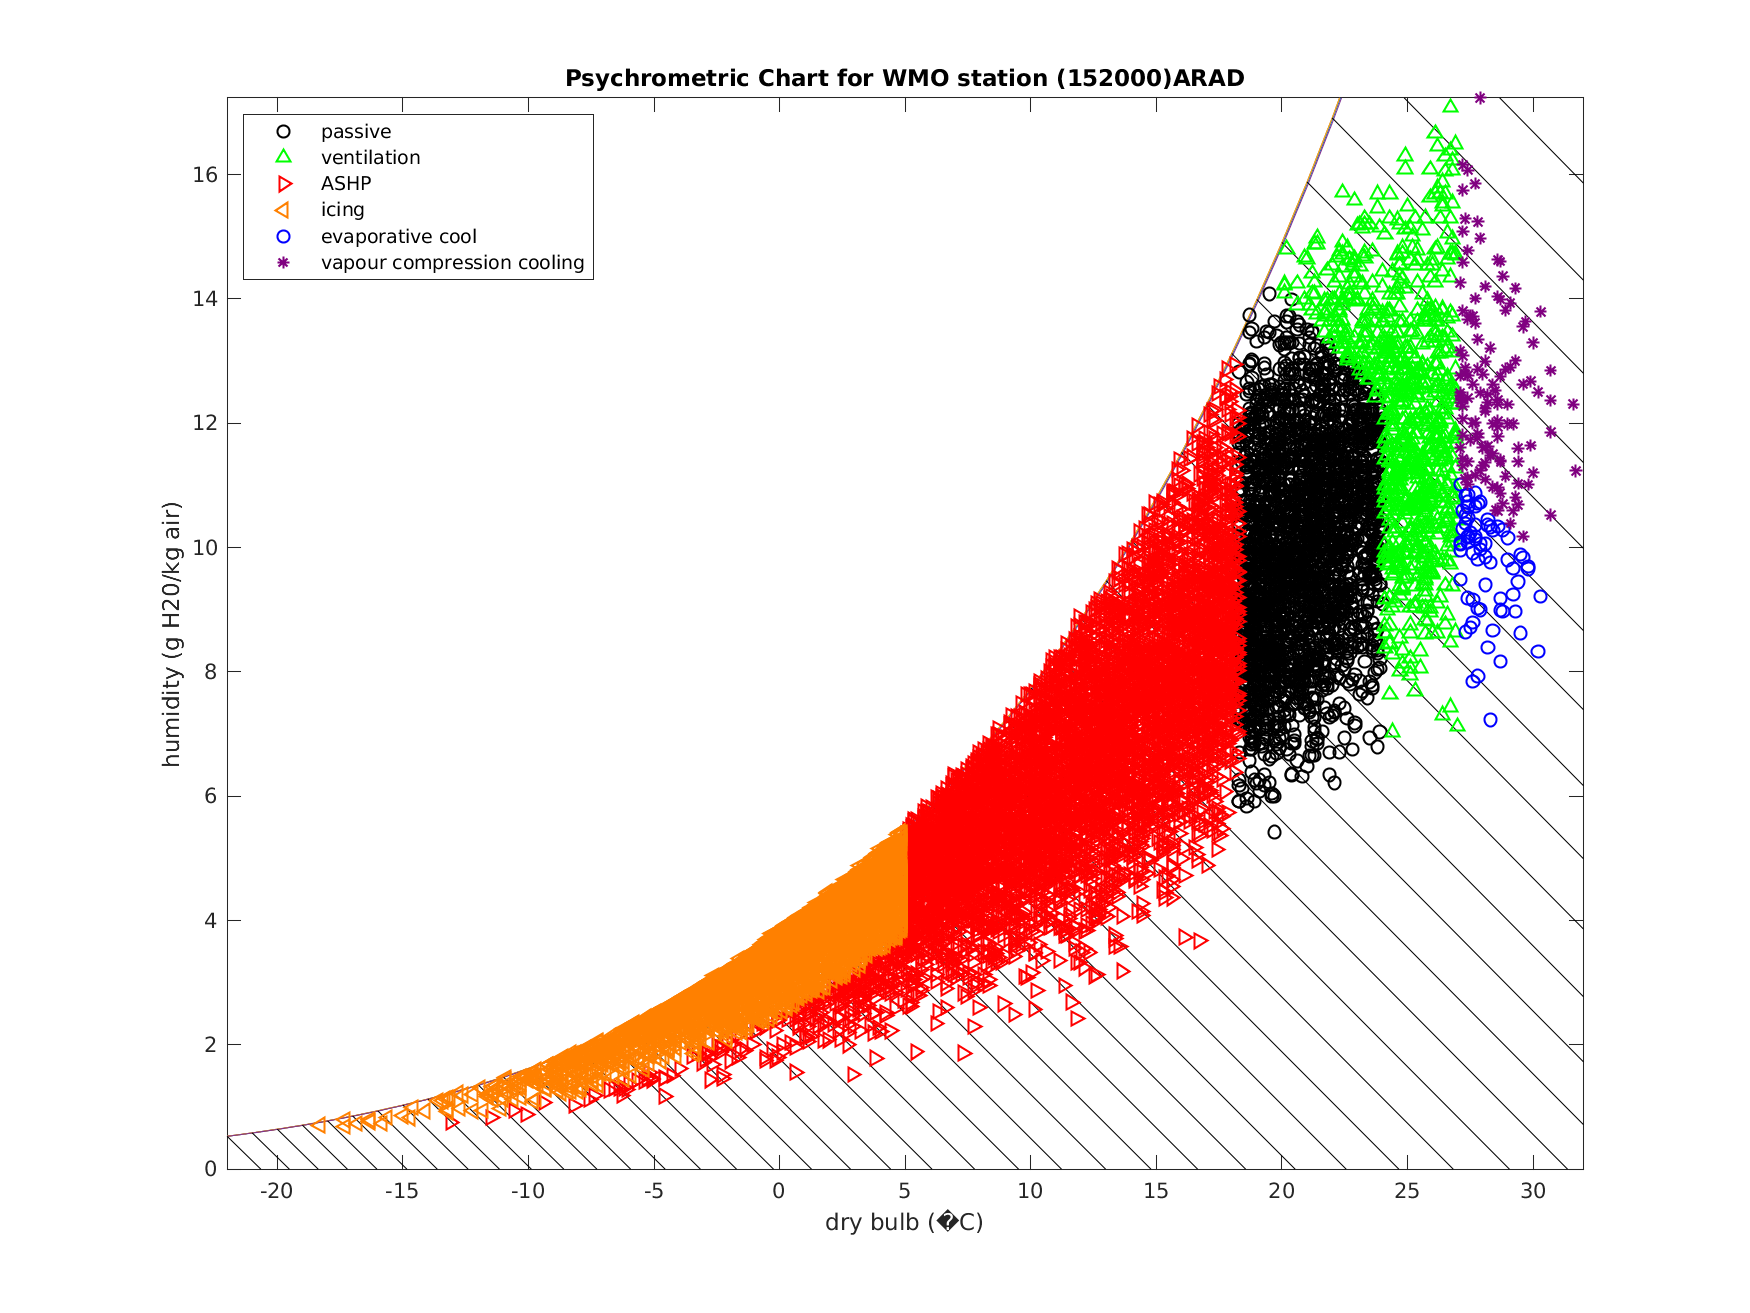 Psychrometric Chart for WMO station (152000)ARAD
passive
ventilation
ASHP
icing
evaporative cool
vapour compression cooling
humidity (g H20/kg air)
16
14
12
10
8
6
4
2
0
-20 -15 -10 -5 0 5 10 15 20 25 30
dry bulb (�C)